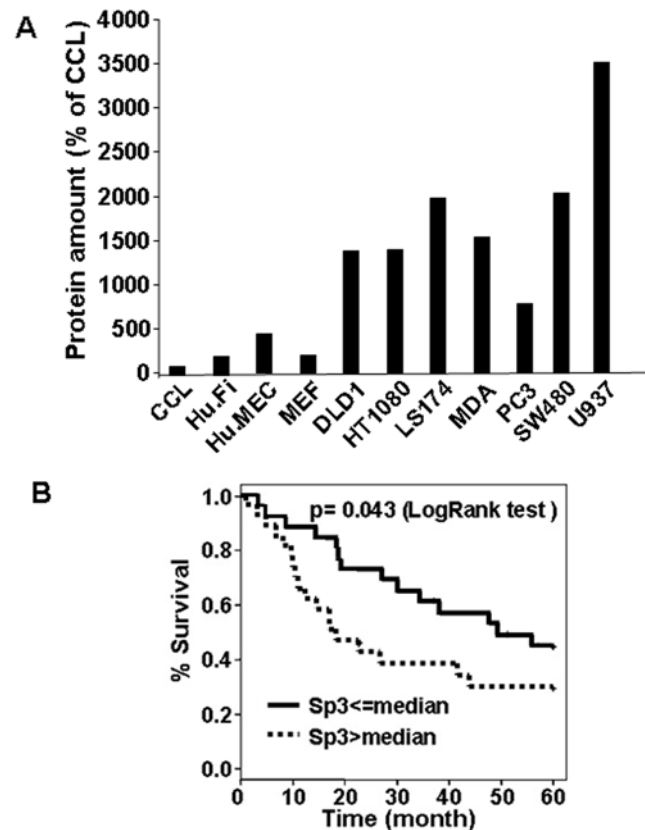 A
Protein amount (% of CCL)
4000
3500
3000
2500
2000
1500
1000
500
0
CCL
Hu.Fi
Hu.MEC
MEF
DLD1
HT1080
LS174
MDA
PC3
SW480
U937
B
p= 0.043 (LogRank test )
% Survival
1.0
0.8
0.6
0.4
0.2
0.0
Sp3<=median
Sp3>median
0 10 20 30 40 50 60
Time (month)